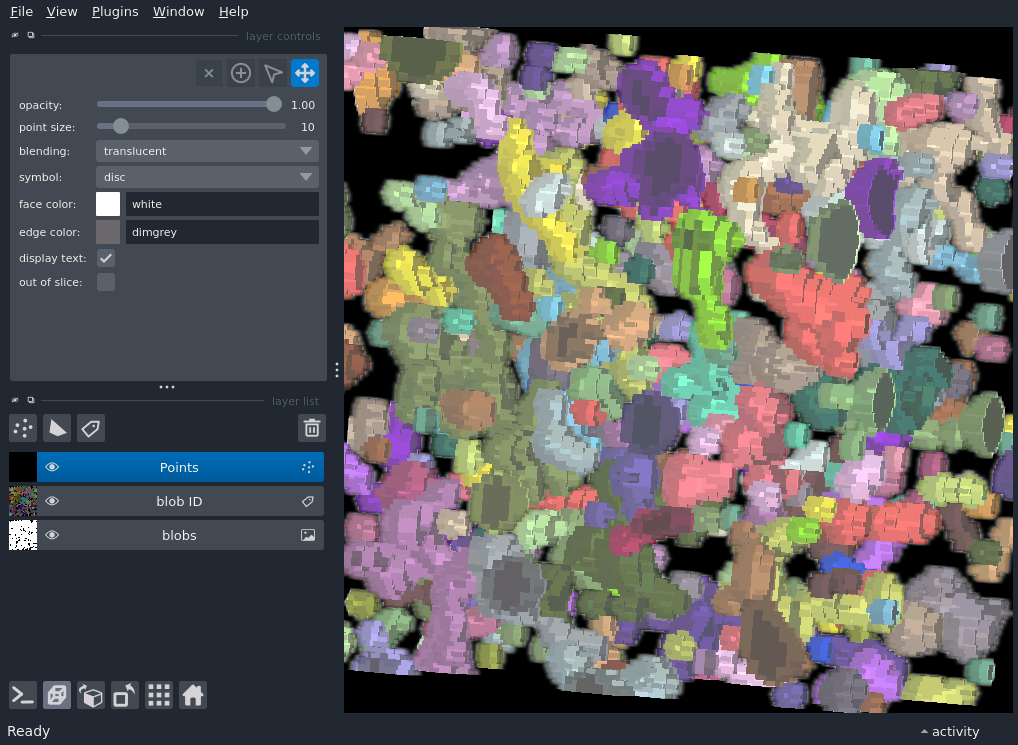 File View Plugins Window Help
layer controls
opacity: 1.00
point size: 10
blending: translucent
symbol: disc
face color: white
edge color: dimgrey
display text:
out of slice:
layer list
Points
blob ID
blobs
Ready
activity